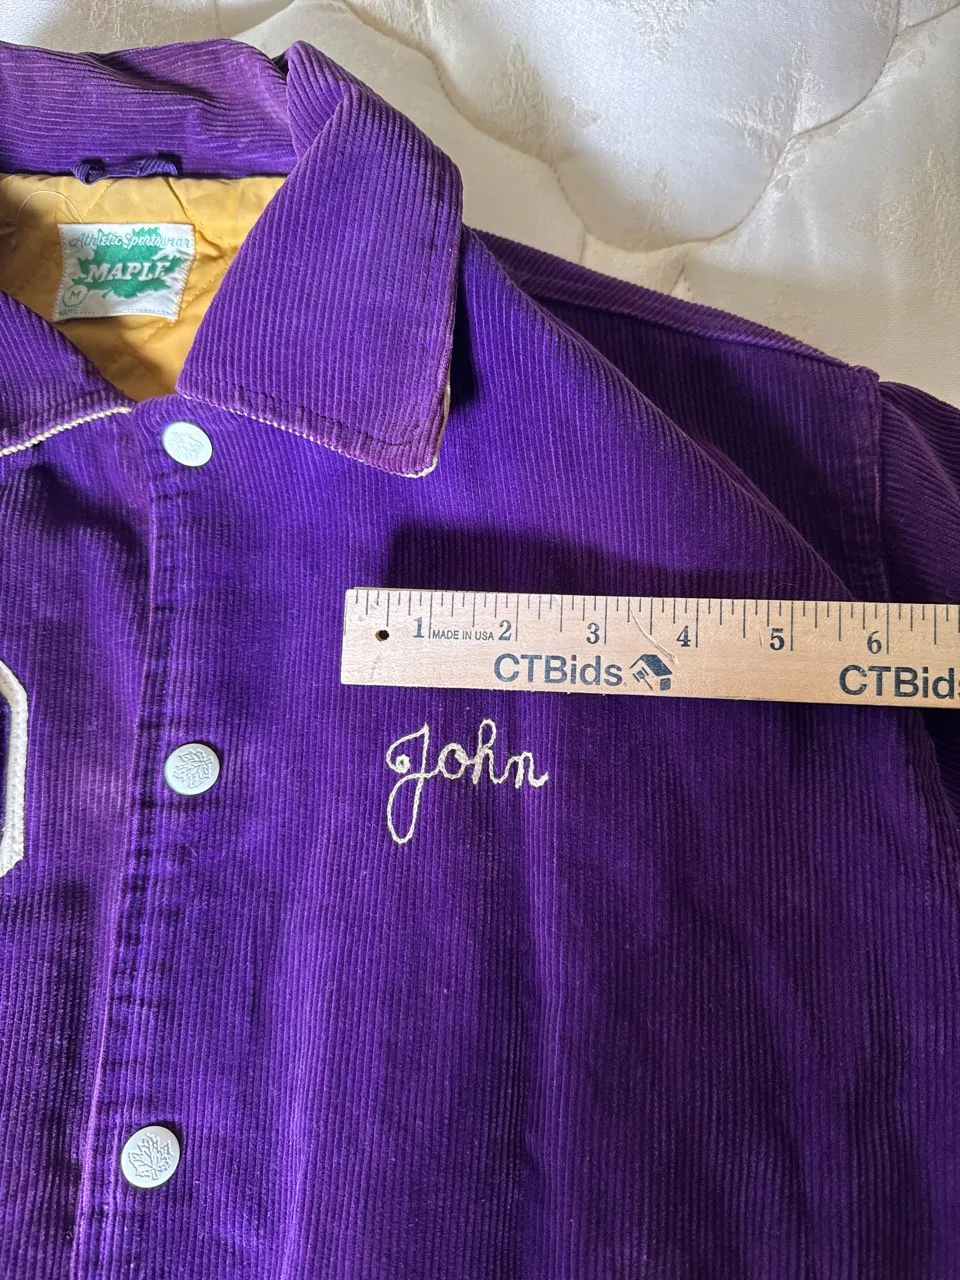 Athletic Sportswear
MAPLE
M
1 MADE IN USA 2 3 4 5 6
CTBids CTBids
John